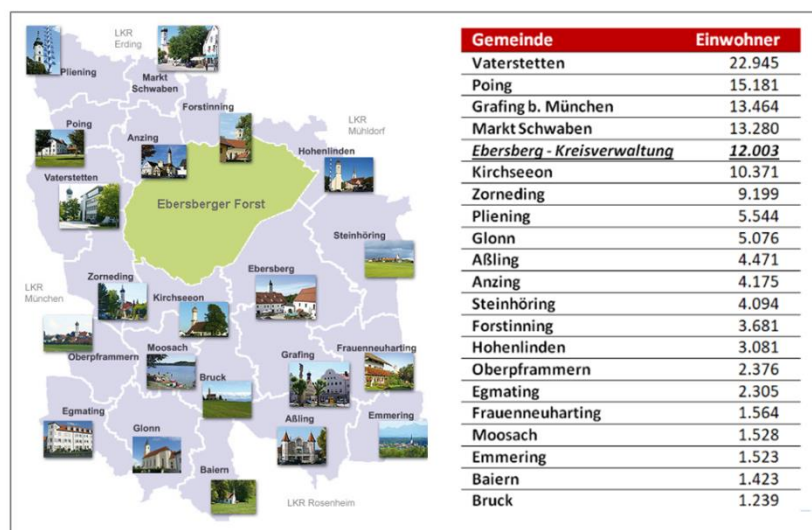 LKR
Erding
Pliening
Markt
Schwaben
Forstinning
LKR
Mühldorf
Poing
Anzing
Hohenlinden
Vaterstetten
Ebersberger Forst
Steinhöring
Zorneding
Ebersberg
LKR
München
Kirchseeon
Oberpframmern
Moosach
Grafing
Frauenneuharting
Bruck
Egmating
Glonn
Aßling
Emmering
Baiern
LKR Rosenheim
Gemeinde Einwohner
Vaterstetten 22.945
Poing 15.181
Grafing b. München 13.464
Markt Schwaben 13.280
Ebersberg - Kreisverwaltung 12.003
Kirchseeon 10.371
Zorneding 9.199
Pliening 5.544
Glonn 5.076
Aßling 4.471
Anzing 4.175
Steinhöring 4.094
Forstinning 3.681
Hohenlinden 3.081
Oberpframmern 2.376
Egmating 2.305
Frauenneuharting 1.564
Moosach 1.528
Emmering 1.523
Baiern 1.423
Bruck 1.239